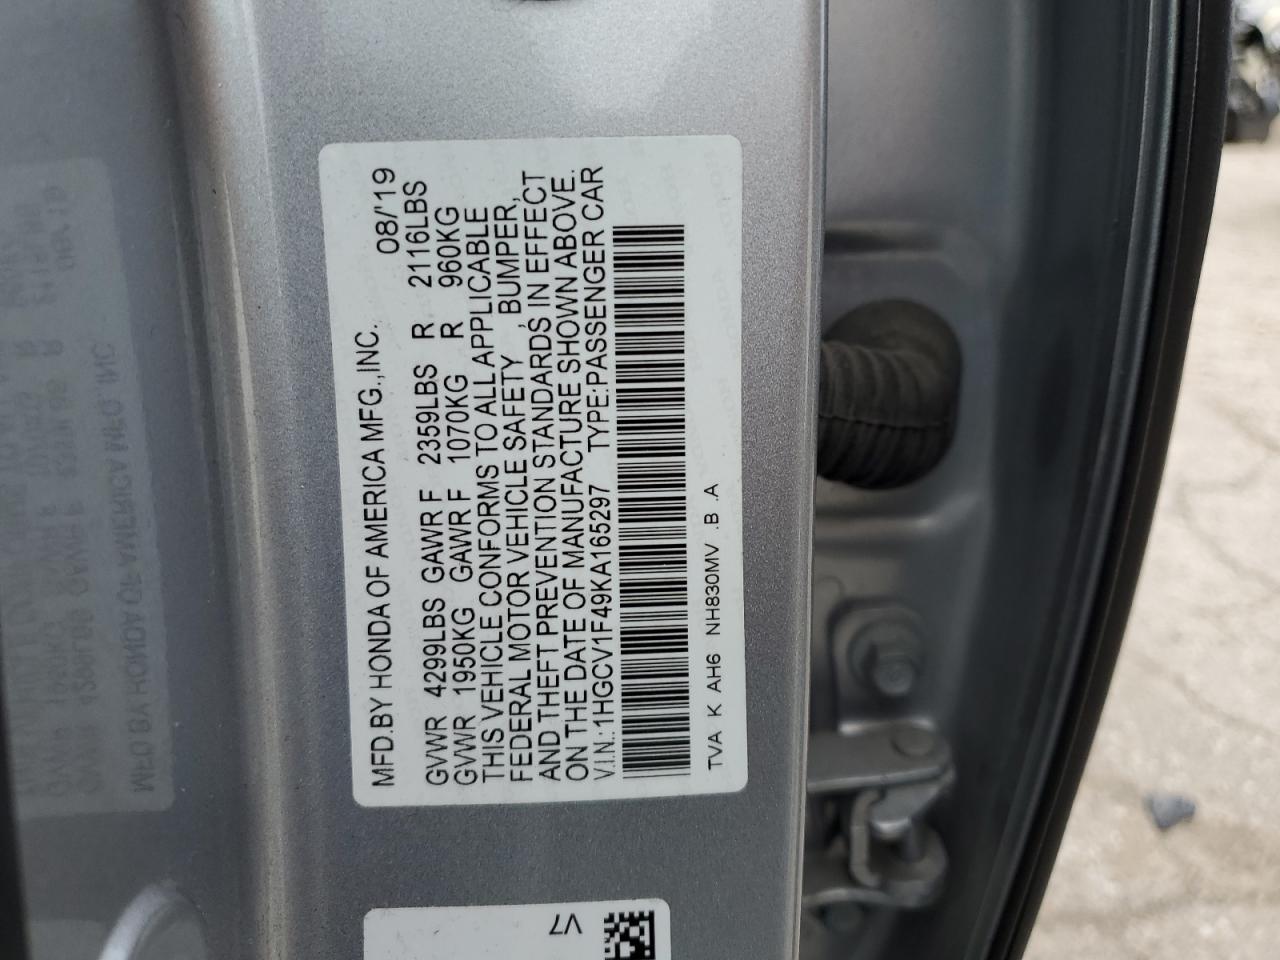 MFD.BY HONDA OF AMERICA MFG.,INC. 08/'19
GVWR 4299LBS GAWR F 2359LBS R 2116LBS
GVWR 1950KG GAWR F 1070KG R 960KG
THIS VEHICLE CONFORMS TO ALL APPLICABLE
FEDERAL MOTOR VEHICLE SAFETY , BUMPER,
AND THEFT PREVENTION STANDARDS IN EFFECT
ON THE DATE OF MANUFACTURE SHOWN ABOVE.
V.I.N.:1HGCV1F49KA165297 TYPE:PASSENGER CAR
TVA K AH6 NH830MV .B .A
V7